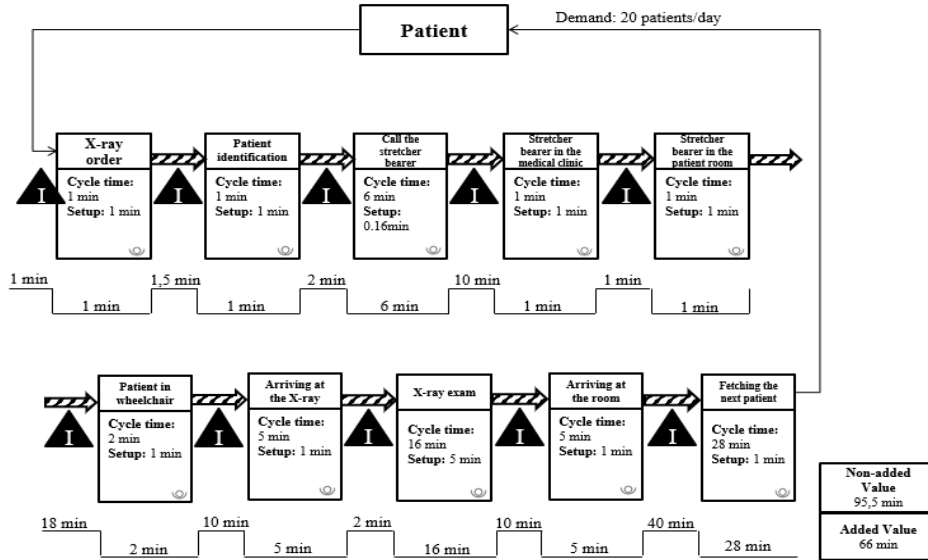 Patient
Demand: 20 patients/day
X-ray
order
Cycle time:
1 min
Setup: 1 min
Patient
identification
Cycle time:
1 min
Setup: 1 min
Call the
stretcher
bearer
Cycle time:
6 min
Setup:
0.16min
Stretcher
bearer in the
medical clinic
Cycle time:
1 min
Setup: 1 min
Stretcher
bearer in the
patient room
Cycle time:
1 min
Setup: 1 min
I
I
I
I
I
1 min
1,5 min
2 min
10 min
1 min
1 min
1 min
6 min
1 min
1 min
Patient in
wheelchair
Cycle time:
2 min
Setup: 1 min
Arriving at
the X-ray
Cycle time:
5 min
Setup: 1 min
X-ray exam
Cycle time:
16 min
Setup: 5 min
Arriving at
the room
Cycle time:
5 min
Setup: 1 min
Fetching the
next patient
Cycle time:
28 min
Setup: 1 min
I
I
I
I
I
18 min
10 min
2 min
10 min
40 min
2 min
5 min
16 min
5 min
28 min
Non-added
Value
95,5 min
Added Value
66 min